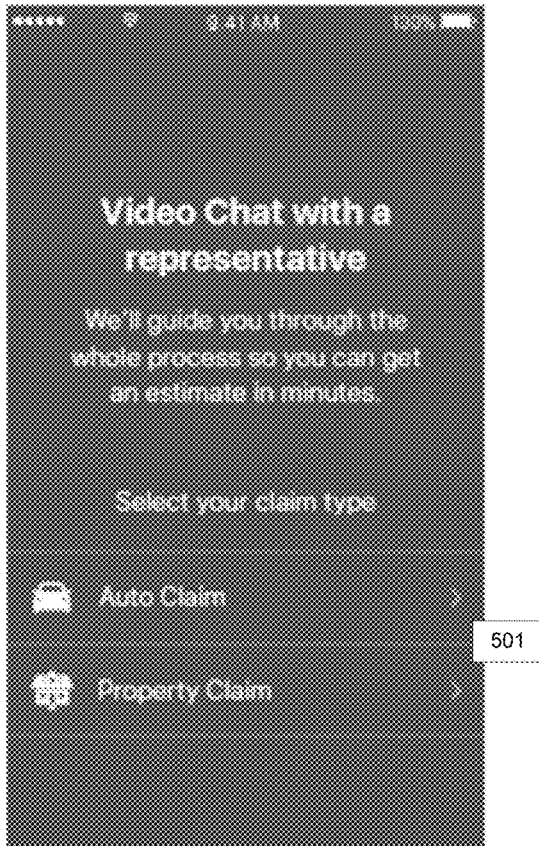 9:41 AM 100%
Video Chat with a
representative
We'll guide you through the
whole process so you can get
an estimate in minutes.
Select your claim type
Auto Claim
501
Property Claim